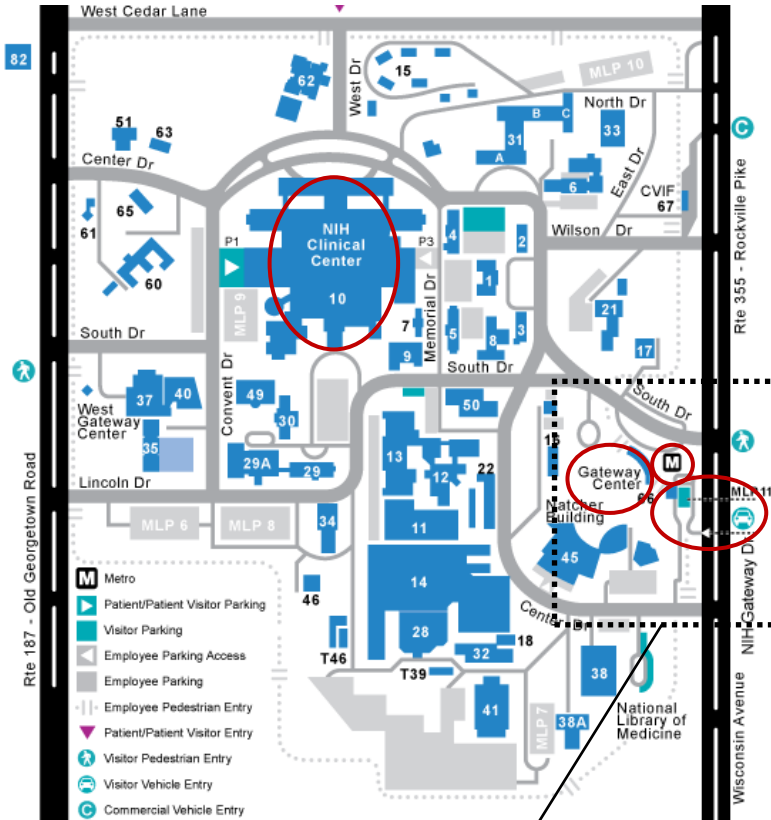 West Cedar Lane
82
62
West Dr
15
MLP 10
North Dr
B
C
31
A
33
51
63
Center Dr
East Dr
CVIF
67
6
65
61
60
Wilson Dr
Rte 355 - Rockville Pike
C
NIH
Clinical
Center
10
P1
P3
MLP 9
4
2
1
5
8
3
7
9
Memorial Dr
21
17
South Dr
South Dr
South Dr
Convent Dr
West
Gateway
Center
37
40
35
49
30
50
29A
29
Lincoln Dr
13
12
22
16
Gateway
Center
M
66
MLP 11
Natcher
Building
45
NIH Gateway Dr
MLP 6
MLP 8
34
11
14
46
28
18
32
T46
T39
Center Dr
38
41
MLP 7
38A
National
Library of
Medicine
Wisconsin Avenue
Rte 187 - Old Georgetown Road
M Metro
Patient/Patient Visitor Parking
Visitor Parking
Employee Parking Access
Employee Parking
Employee Pedestrian Entry
Patient/Patient Visitor Entry
Visitor Pedestrian Entry
Visitor Vehicle Entry
C Commercial Vehicle Entry